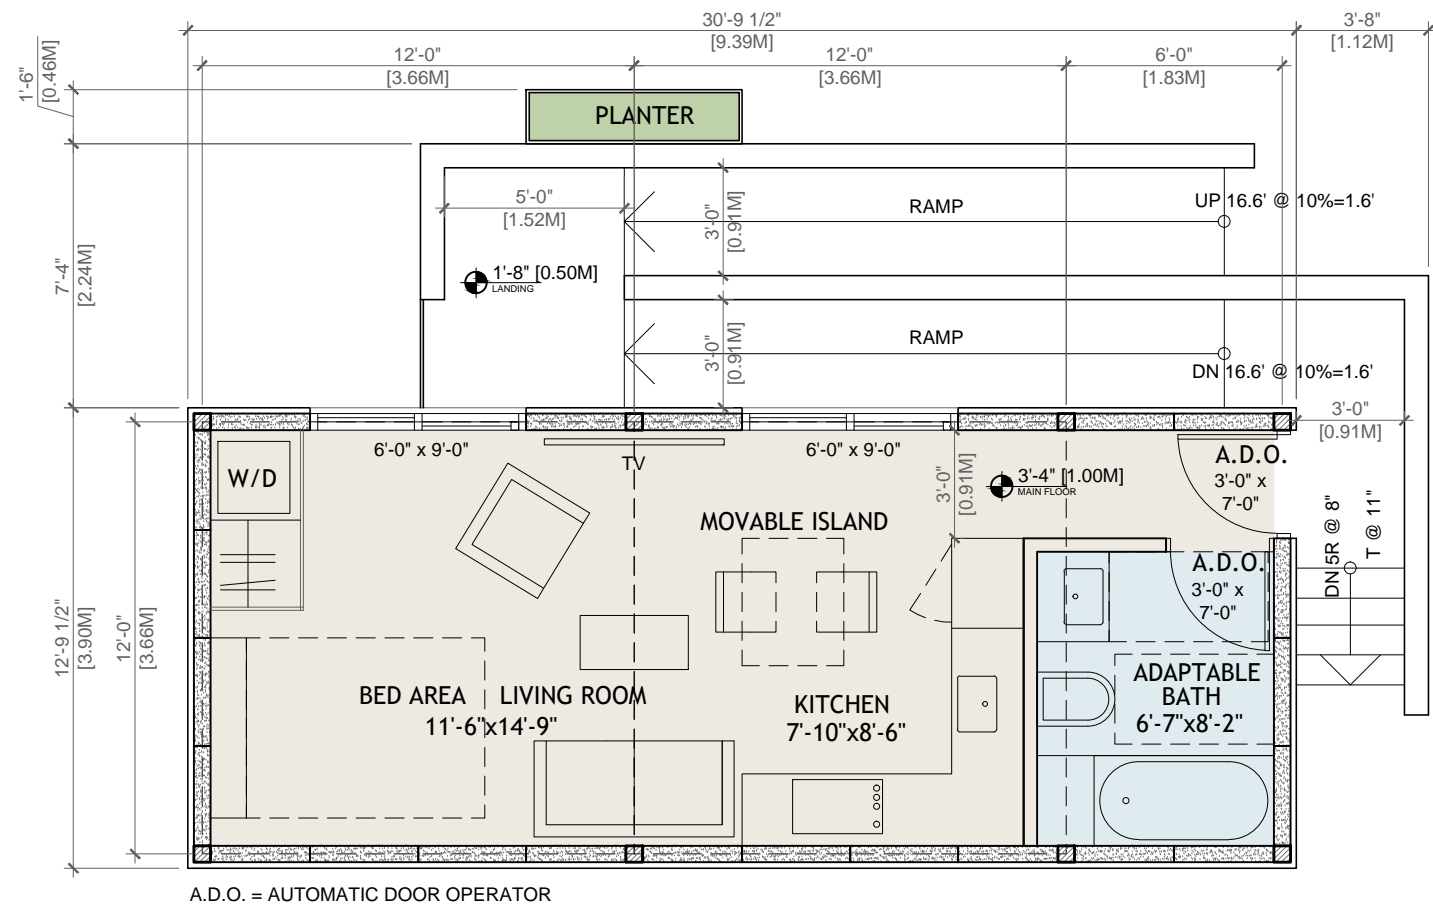 30'-9 1/2"
[9.39M]
3'-8"
[1.12M]
12'-0"
[3.66M]
12'-0"
[3.66M]
6'-0"
[1.83M]
1'-6"
[0.46M]
PLANTER
5'-0"
[1.52M]
3'-0"
[0.91M]
RAMP
UP 16.6' @ 10%=1.6'
7'-4"
[2.24M]
1'-8" [0.50M]
LANDING
3'-0"
[0.91M]
RAMP
DN 16.6' @ 10%=1.6'
3'-0"
[0.91M]
6'-0" x 9'-0"
TV
6'-0" x 9'-0"
W/D
3'-0"
[0.91M]
3'-4" [1.00M]
MAIN FLOOR
A.D.O.
3'-0" x
7'-0"
MOVABLE ISLAND
DN 5R @ 8"
T @ 11"
A.D.O.
3'-0" x
7'-0"
12'-9 1/2"
[3.90M]
12'-0"
[3.66M]
BED AREA LIVING ROOM
11'-6"x14'-9"
KITCHEN
7'-10"x8'-6"
ADAPTABLE
BATH
6'-7"x8'-2"
A.D.O. = AUTOMATIC DOOR OPERATOR